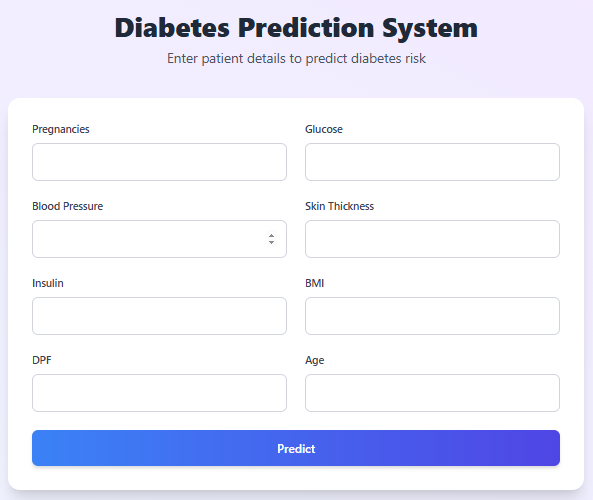 Diabetes Prediction System
Enter patient details to predict diabetes risk
Pregnancies
Glucose
Blood Pressure
Skin Thickness
Insulin
BMI
DPF
Age
Predict